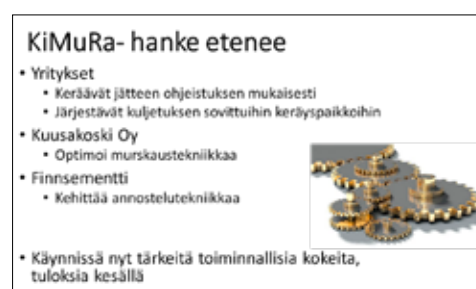 KiMuRa- hanke etenee
• Yritykset
• Keräävät jätteen ohjeistuksen mukaisesti
• Järjestävät kuljetuksen sovittuihin keräyspaikkoihin
• Kuusakoski Oy
• Optimoi murskaustekniikkaa
• Finnsementti
• Kehittää annostelutekniikkaa
• Käynnissä nyt tärkeitä toiminnallisia kokeita,
tuloksia kesällä